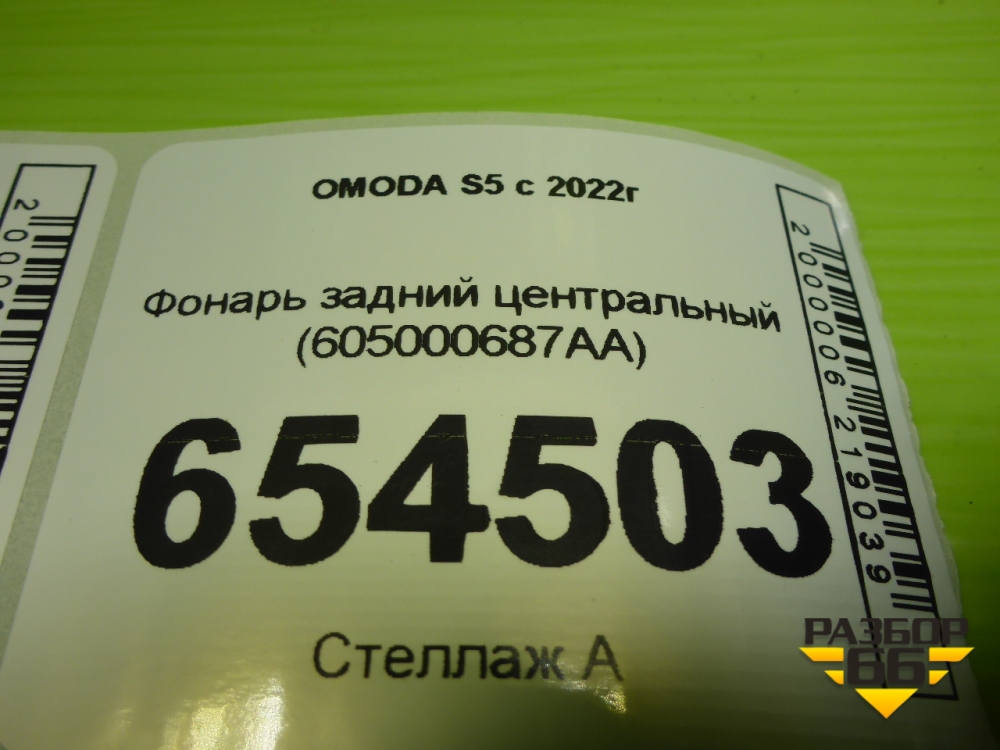 OMODA S5 с 2022г
Фонарь задний центральный
(605000687AA)
654503
Стеллаж А
2000006219039
РАЗБОР
66